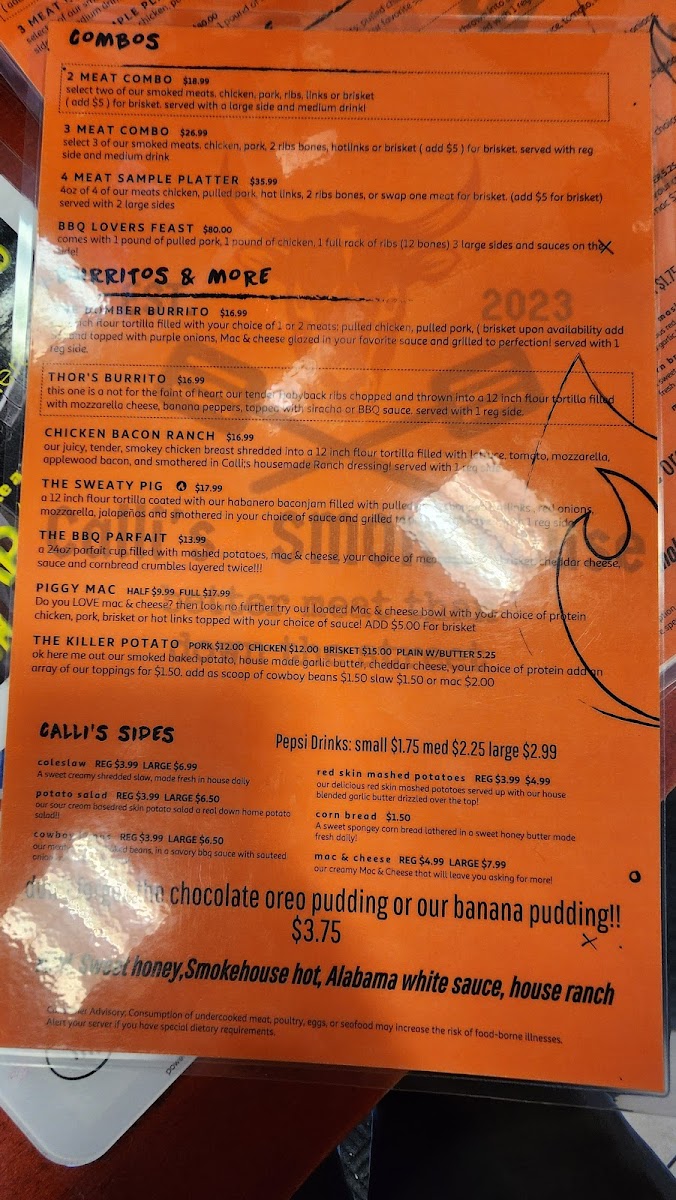 COMBOS
2 MEAT COMBO $18.99
select two of our smoked meats, chicken, pork, ribs, links or brisket
( add $5 ) for brisket. served with a large side and medium drink!
3 MEAT COMBO $26.99
select 3 of our smoked meats, chicken, pork, 2 ribs bones, hotlinks or brisket ( add $5 ) for brisket, served with reg
side and medium drink
4 MEAT SAMPLE PLATTER $35.99
4oz of 4 of our meats chicken, pulled pork, hot links, 2 ribs bones, or swap one meat for brisket. (add $5 for brisket)
served with 2 large sides
BBQ LOVERS FEAST $80.00
comes with 1 pound of pulled pork, 1 pound of chicken, 1 full rack of ribs (12 bones) 3 large sides and sauces on the
side!
BURRITOS & MORE
2023
BOMBER BURRITO $16.99
inch flour tortilla filled with your choice of 1 or 2 meats: pulled chicken, pulled pork, ( brisket upon availability add
and topped with purple onions, Mac & cheese glazed in your favorite sauce and grilled to perfection! served with 1
reg side.
THOR'S BURRITO $16.99
this one is a not for the faint of heart our tender babyback ribs chopped and thrown into a 12 inch flour tortilla filled
with mozzarella cheese, banana peppers, topped with siracha or BBQ sauce. served with 1 reg side.
CHICKEN BACON RANCH $16.99
our juicy, tender, smokey chicken breast shredded into a 12 inch flour tortilla filled with lettuce, tomato, mozzarella,
applewood bacon, and smothered in Calli;s housemade Ranch dressing! served with 1 reg side
THE SWEATY PIG $17.99
a 12 inch flour tortilla coated with our habanero baconjam filled with pulled links, red onions,
mozzarella, jalapeñas and smothered in your choice of sauce and grilled to 1 reg side
Calli's Smokehouse
THE BBQ PARFAIT $13.99
a 24oz parfait cup filled with mashed potatoes, mac & cheese, your choice of cheddar cheese,
sauce and cornbread crumbles layered twice!!!
PIGGY MAC HALF $9.99 FULL $17.99
Do you LOVE mac & cheese? then look no further try our loaded Mac & cheese bowl with your choice of protein
chicken, pork, brisket or hot links topped with your choice of sauce! ADD $5.00 For brisket
THE KILLER POTATO PORK $12.00 CHICKEN $12.00 BRISKET $15.00 PLAIN W/BUTTER 5.25
ok here me out our smoked baked potato, house made garlic butter, cheddar cheese, your choice of protein add an
array of our toppings for $1.50. add as scoop of cowboy beans $1.50 slaw $1.50 or mac $2.00
CALLI'S SIDES
Pepsi Drinks: small $1.75 med $2.25 large $2.99
coleslaw REG $3.99 LARGE $6.99
A sweet creamy shredded slaw, made fresh in house daily
potato salad REG $3.99 LARGE $6.50
our sour cream basedred skin potato salad a real down home potato
salad!!
cowboy REG $3.99 LARGE $6.50
our beans, in a savory bbq sauce with sauteed
red skin mashed potatoes REG $3.99 $4.99
our delicious red skin mashed potatoes served up with our house
blended garlic butter drizzled over the top!
corn bread $1.50
A sweet spongey corn bread lathered in a sweet honey butter made
fresh daily!
mac & cheese REG $4.99 LARGE $7.99
our creamy Mac & Cheese that will leave you asking for more!
the chocolate oreo pudding or our banana pudding!!
$3.75
Sweet honey,Smokehouse hot, Alabama white sauce, house ranch
Advisory: Consumption of undercooked meat, poultry, eggs, or seafood may increase the risk of food-borne illnesses.
Alert your server if you have special dietary requirements.